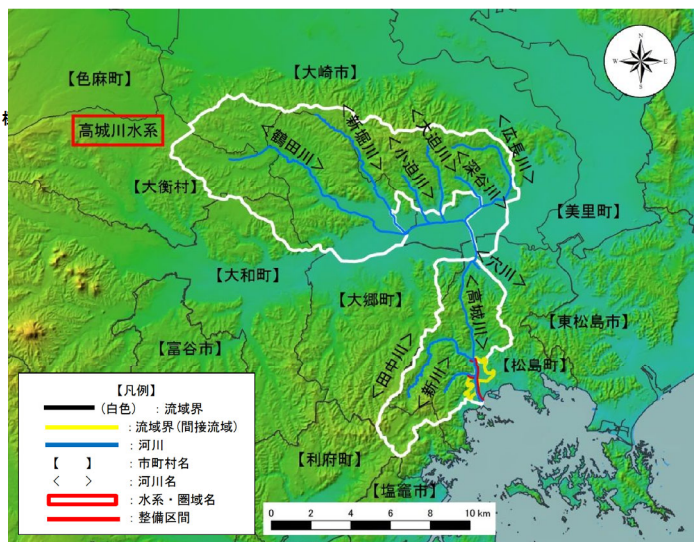 【色麻町】
【大崎市】
N
W
E
S
高城川水系
＜鶴田川＞
＜新堀川＞
＜小迫川＞
＜大迫川＞
＜深谷川＞
＜広長川＞
【大衡村】
【美里町】
【大和町】
＜穴川＞
【大郷町】
＜高城川＞
【東松島市】
【富谷市】
＜田中川＞
＜新川＞
【松島町】
【利府町】
【塩竈市】
【凡例】
(白色) ：流域界
：流域界(間接流域)
：河川
【 】 ：市町村名
＜ ＞ ：河川名
：水系・圏域名
：整備区間
0 2 4 6 8 10 km